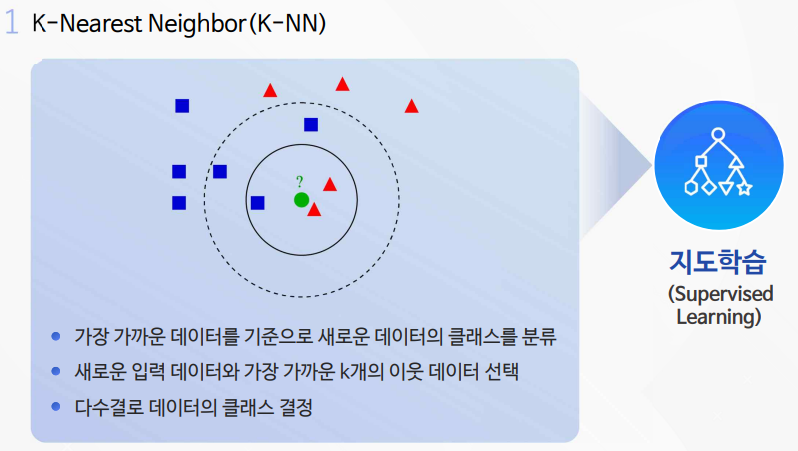 1 K-Nearest Neighbor(K-NN)
?
가장 가까운 데이터를 기준으로 새로운 데이터의 클래스를 분류
새로운 입력 데이터와 가장 가까운 k개의 이웃 데이터 선택
다수결로 데이터의 클래스 결정
지도학습
(Supervised
Learning)